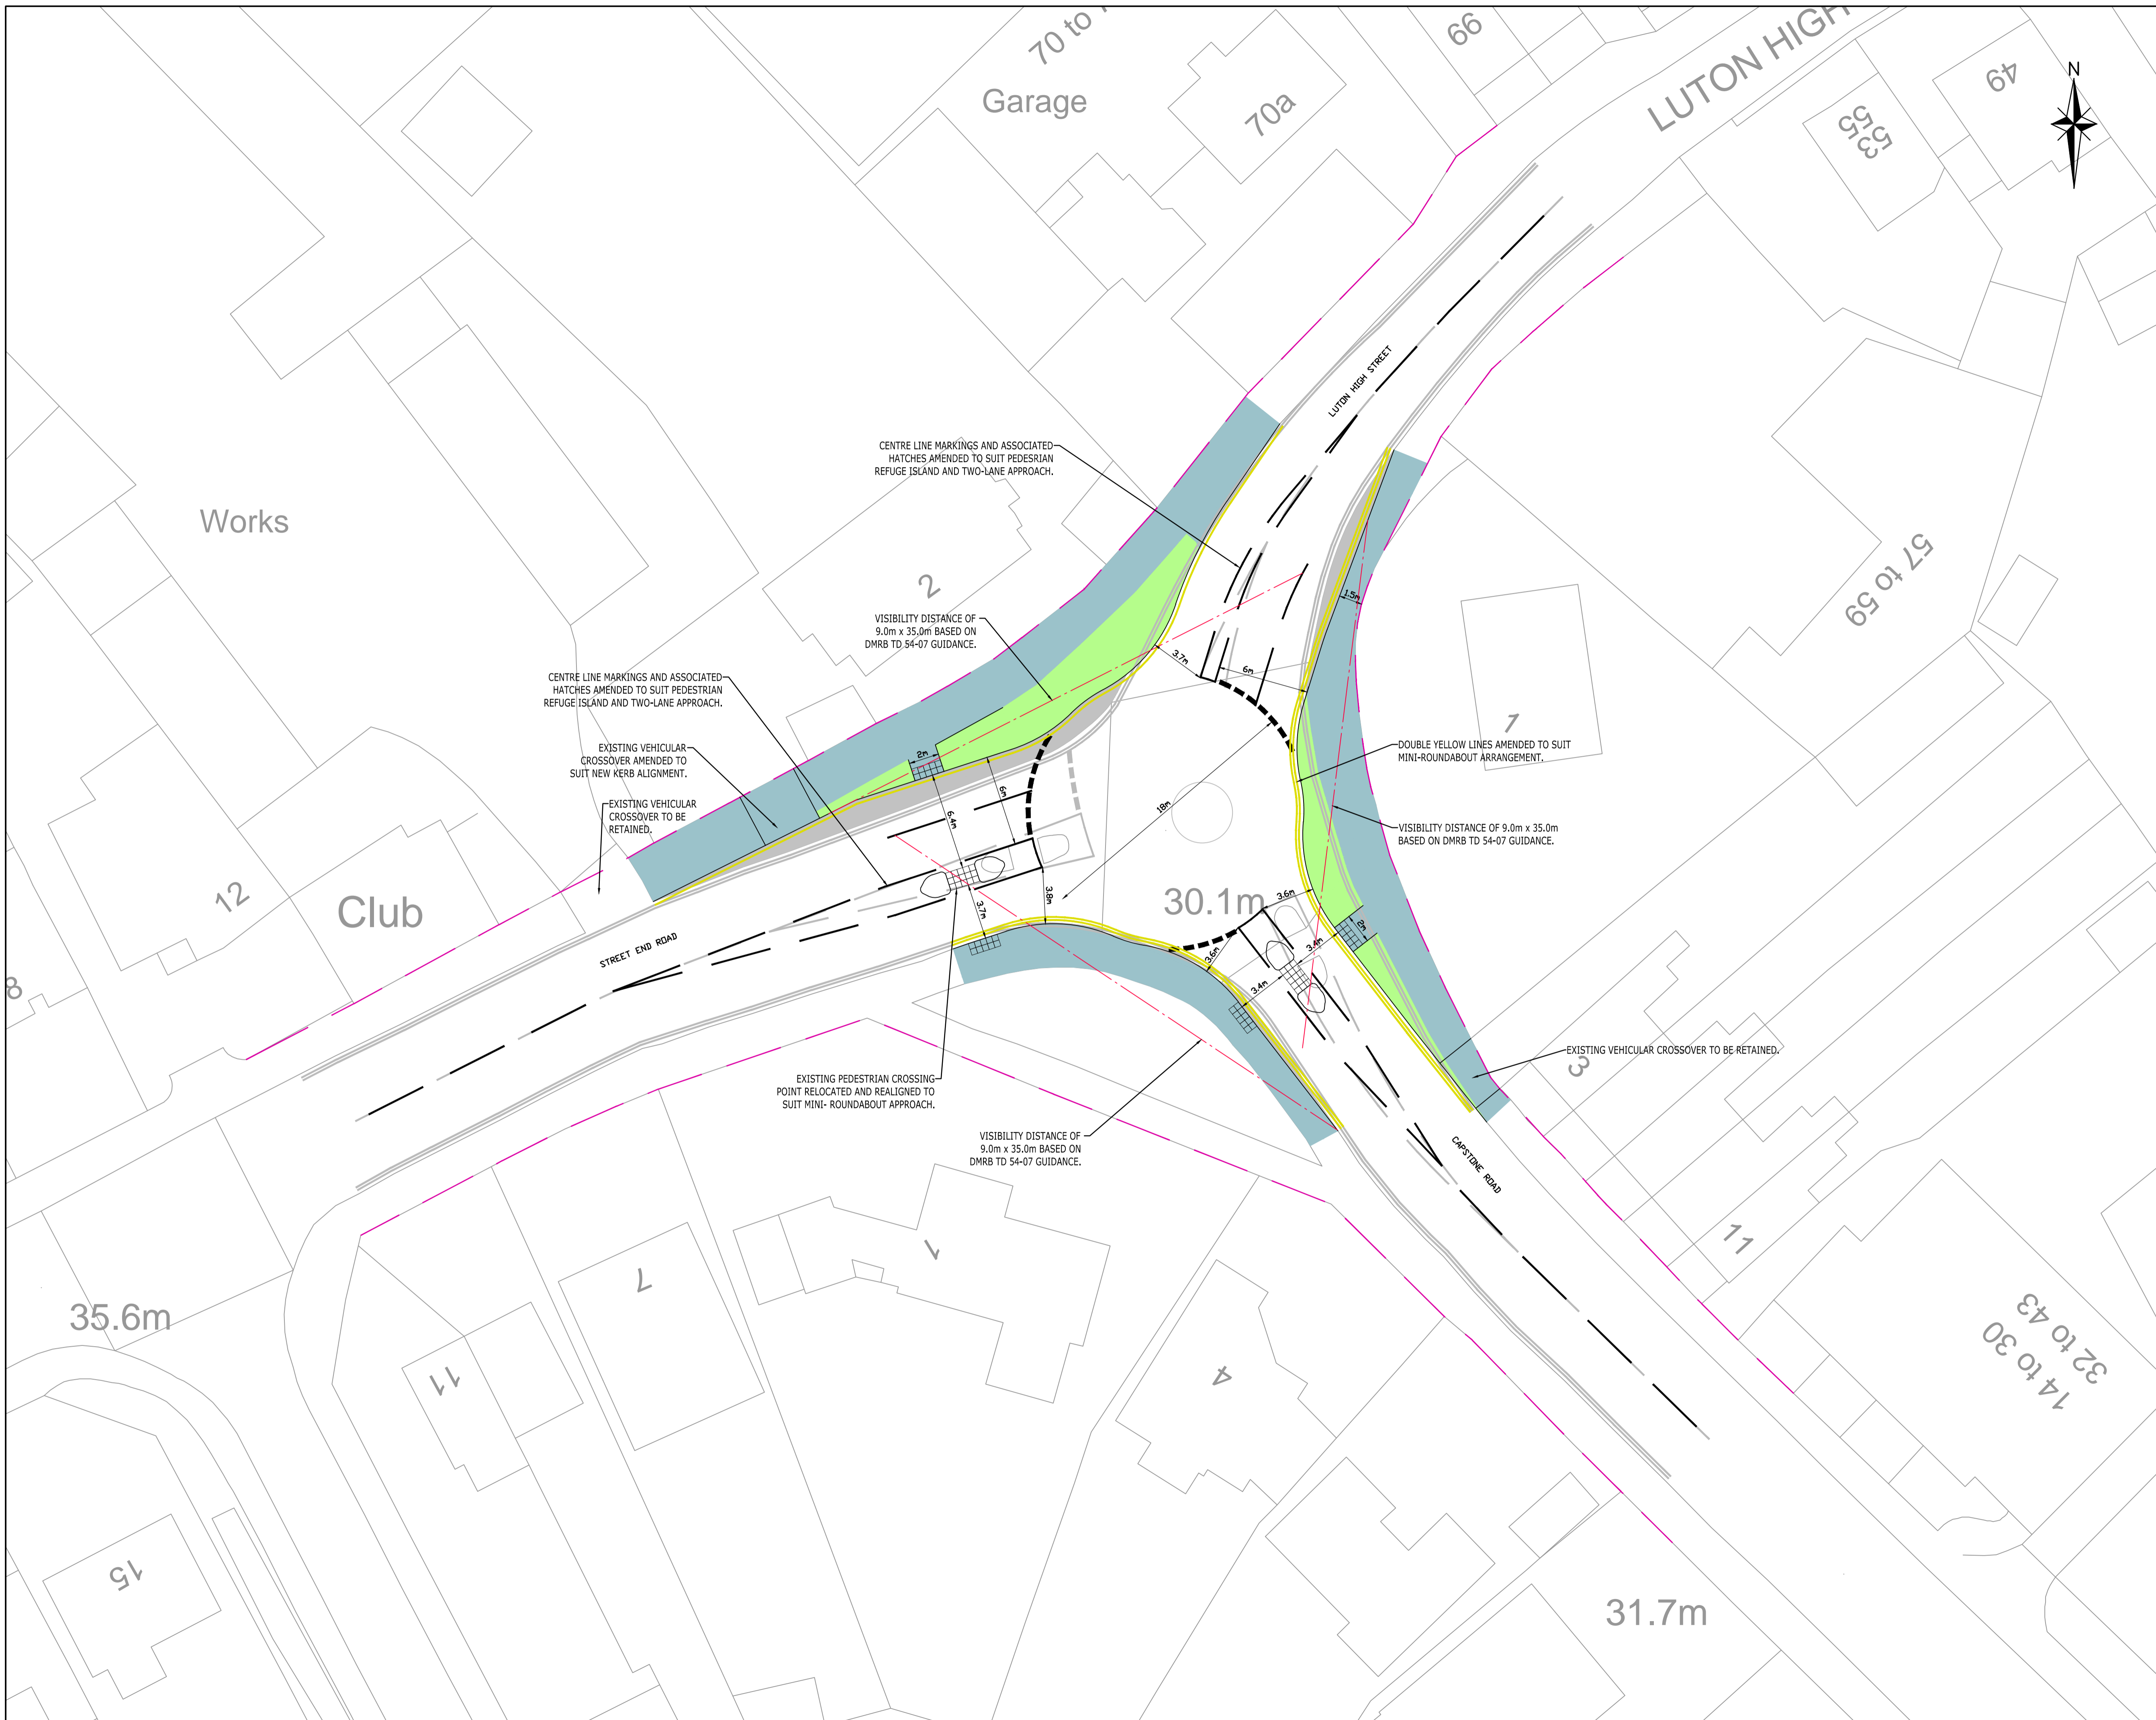 70 to
66
LUTON HIGH
49
N
Garage
70a
55
53
LUTON HIGH STREET
CENTRE LINE MARKINGS AND ASSOCIATED
HATCHES AMENDED TO SUIT PEDESRIAN
REFUGE ISLAND AND TWO-LANE APPROACH.
Works
2
57 to 59
1.5m
VISIBILITY DISTANCE OF
9.0m x 35.0m BASED ON
DMRB TD 54-07 GUIDANCE.
3.7m
6m
CENTRE LINE MARKINGS AND ASSOCIATED
HATCHES AMENDED TO SUIT PEDESTRIAN
REFUGE ISLAND AND TWO-LANE APPROACH.
1
EXISTING VEHICULAR
CROSSOVER AMENDED TO
SUIT NEW KERB ALIGNMENT.
2m
DOUBLE YELLOW LINES AMENDED TO SUIT
MINI-ROUNDABOUT ARRANGEMENT.
EXISTING VEHICULAR
CROSSOVER TO BE
RETAINED.
6m
6.4m
18m
VISIBILITY DISTANCE OF 9.0m x 35.0m
BASED ON DMRB TD 54-07 GUIDANCE.
12
Club
3.8m
3.7m
30.1m
3.6m
2m
3.4m
3.6m
3.4m
STREET END ROAD
8
EXISTING VEHICULAR CROSSOVER TO BE RETAINED.
3
EXISTING PEDESTRIAN CROSSING
POINT RELOCATED AND REALIGNED TO
SUIT MINI- ROUNDABOUT APPROACH.
VISIBILITY DISTANCE OF
9.0m x 35.0m BASED ON
DMRB TD 54-07 GUIDANCE.
CAPSTONE ROAD
11
1
7
35.6m
11
4
14 to 30
32 to 43
15
31.7m